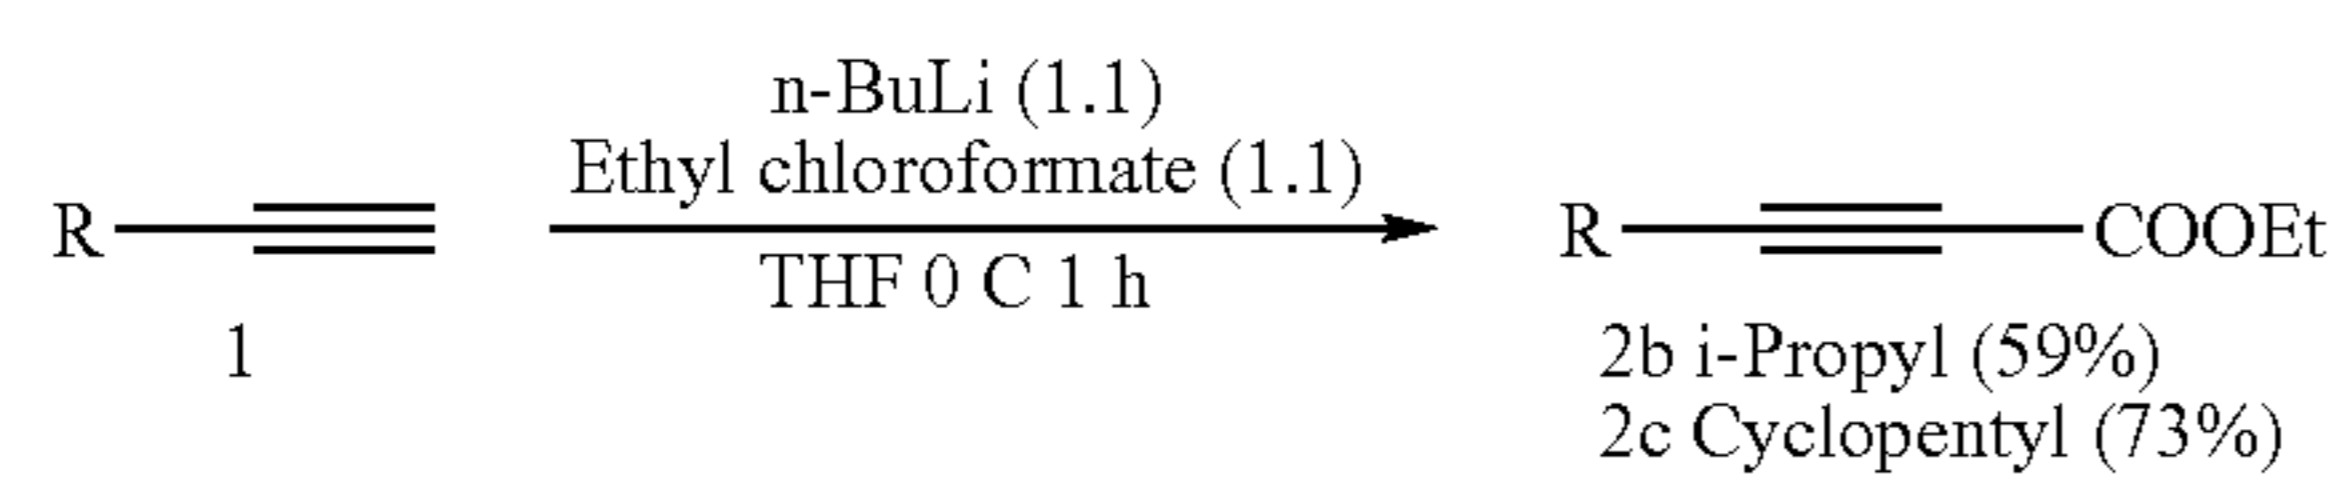 n-BuLi (1.1)
Ethyl chloroformate (1.1)
R
THF 0 C 1 h
R
COOEt
1
2b i-Propyl (59%)
2c Cyclopentyl (73%)